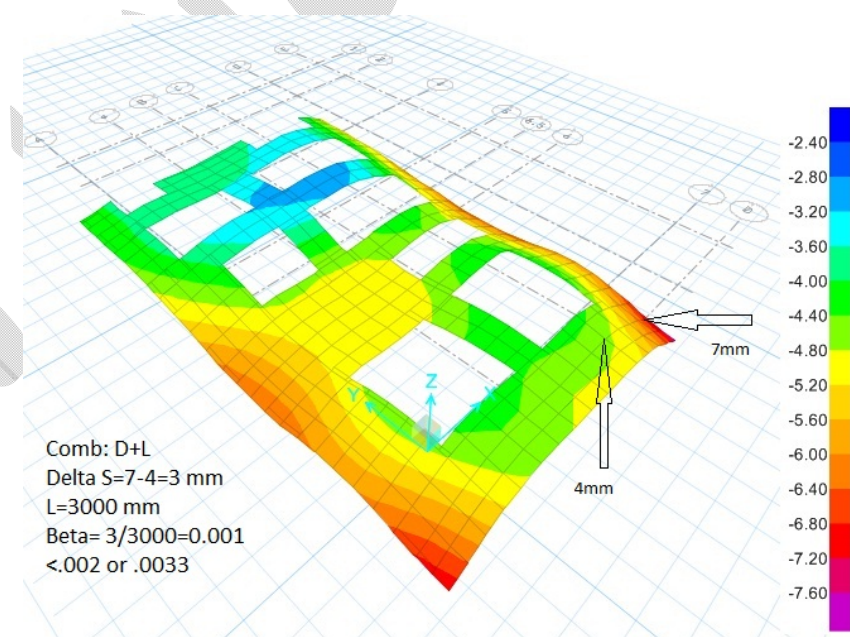 -2.40
-2.80
-3.20
-3.60
-4.00
-4.40
-4.80
-5.20
-5.60
-6.00
-6.40
-6.80
-7.20
-7.60
7mm
4mm
Z
Y
X
Comb: D+L
Delta S=7-4=3 mm
L=3000 mm
Beta= 3/3000=0.001
<.002 or .0033